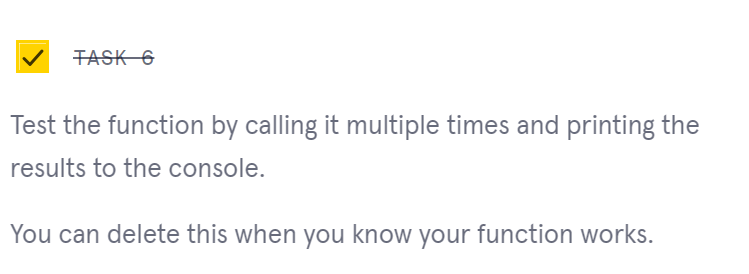 TASK 6
Test the function by calling it multiple times and printing the
results to the console.
You can delete this when you know your function works.